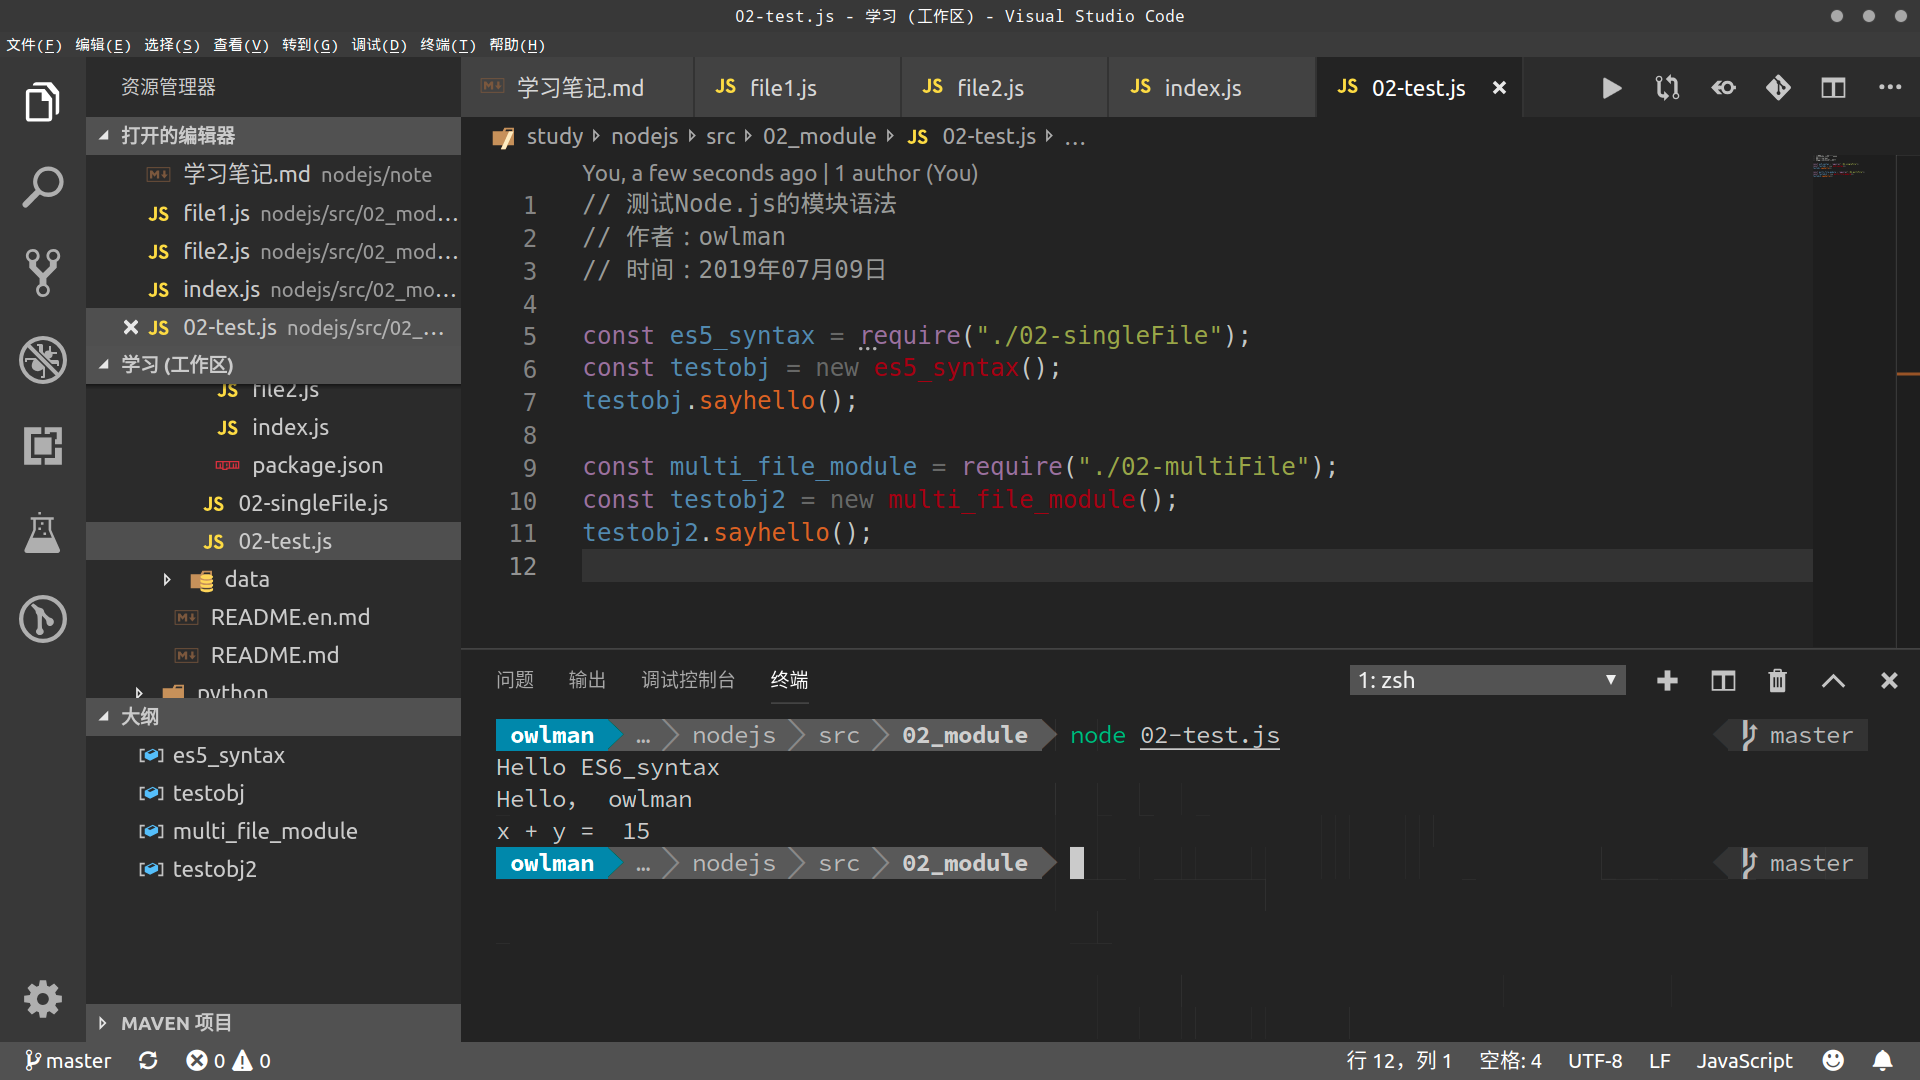 02-test.js - 学习 (工作区) - Visual Studio Code
文件(F) 编辑(E) 选择(S) 查看(V) 转到(G) 调试(D) 终端(T) 帮助(H)
资源管理器
打开的编辑器
学习笔记.md nodejs/note
JS file1.js nodejs/src/02_mod...
JS file2.js nodejs/src/02_mod...
JS index.js nodejs/src/02_mo...
JS 02-test.js nodejs/src/02_...
学习 (工作区)
JS file2.js
JS index.js
npm package.json
JS 02-singleFile.js
JS 02-test.js
data
README.en.md
README.md
python
大纲
es5_syntax
testobj
multi_file_module
testobj2
MAVEN 项目
学习笔记.md JS file1.js JS file2.js JS index.js JS 02-test.js
study nodejs src 02_module JS 02-test.js ...
You, a few seconds ago | 1 author (You)
1 // 测试Node.js的模块语法
2 // 作者：owlman
3 // 时间：2019年07月09日
4
5 const es5_syntax = require("./02-singleFile");
6 const testobj = new es5_syntax();
7 testobj.sayhello();
8
9 const multi_file_module = require("./02-multiFile");
10 const testobj2 = new multi_file_module();
11 testobj2.sayhello();
12
问题 输出 调试控制台 终端 1: zsh
owlman … nodejs src 02_module node 02-test.js master
Hello ES6_syntax
Hello， owlman
x + y =  15
owlman … nodejs src 02_module master
master 0 0 行 12，列 1 空格: 4 UTF-8 LF JavaScript